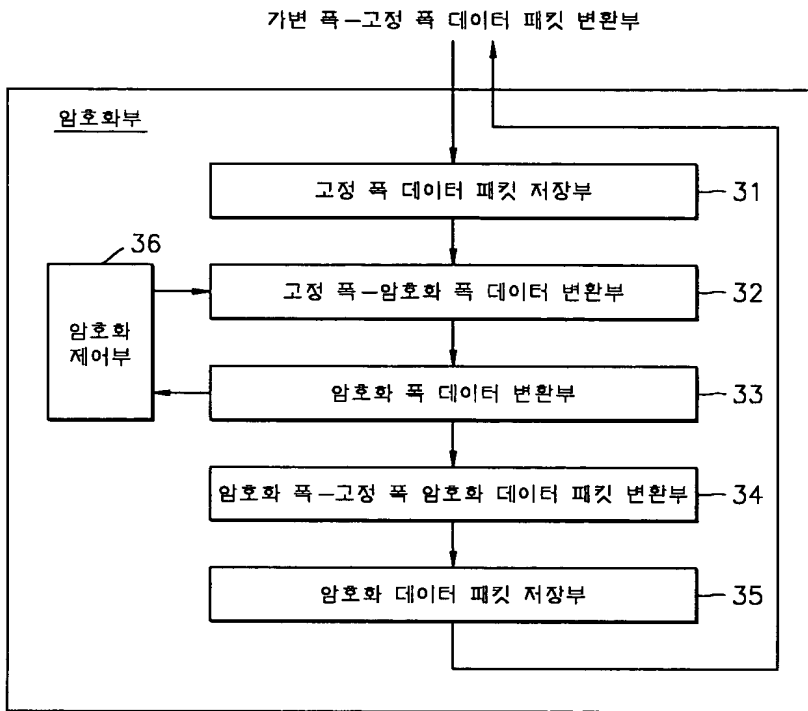 가변 폭-고정 폭 데이터 패킷 변환부
암호화부
고정 폭 데이터 패킷 저장부
31
36
고정 폭-암호화 폭 데이터 변환부
32
암호화
제어부
암호화 폭 데이터 변환부
33
암호화 폭-고정 폭 암호화 데이터 패킷 변환부
34
암호화 데이터 패킷 저장부
35